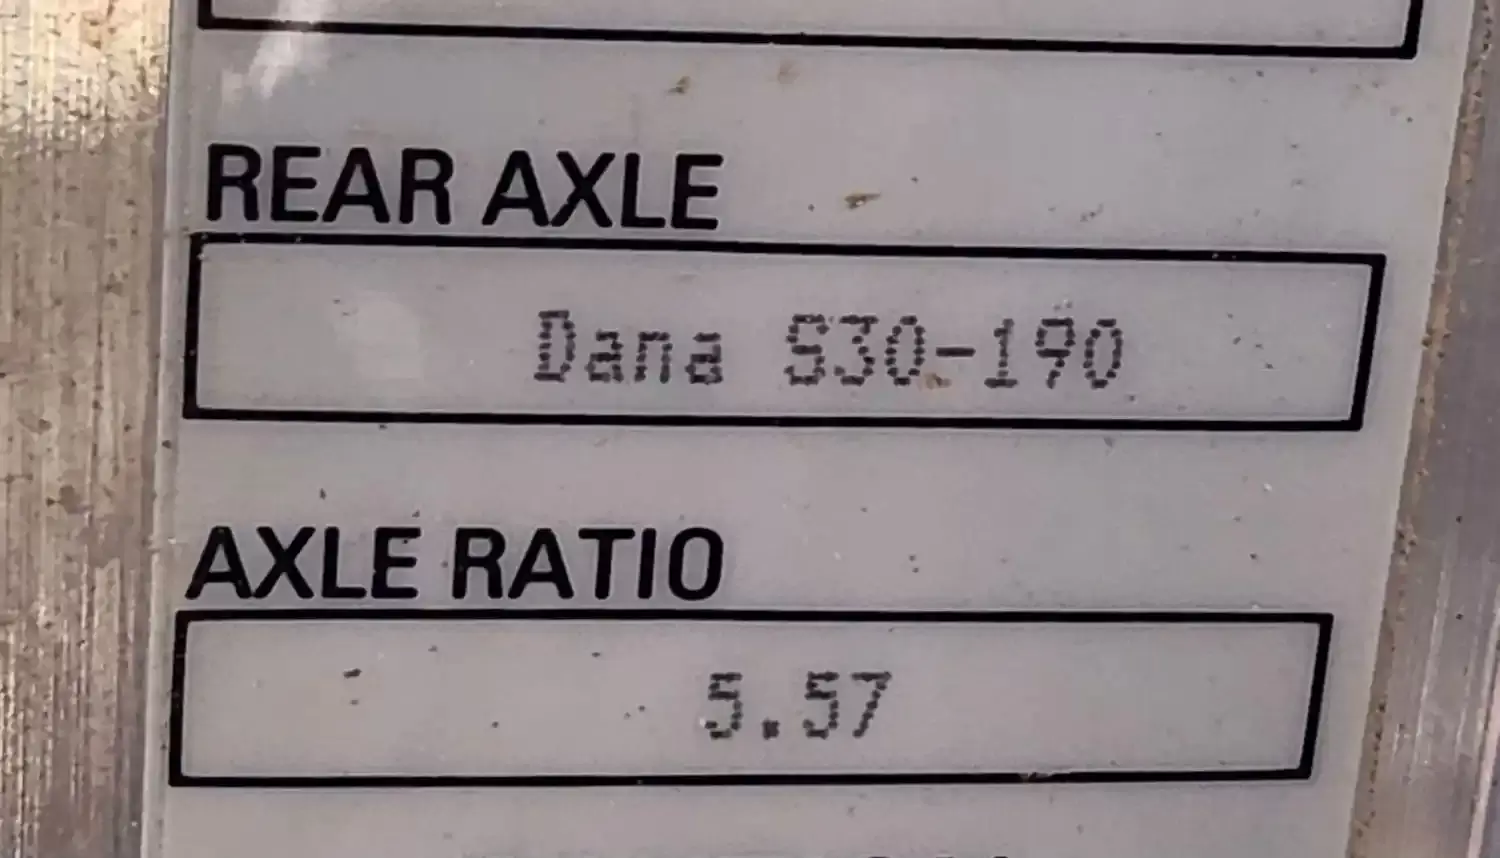 REAR AXLE
Dana S30-190
AXLE RATIO
5.57